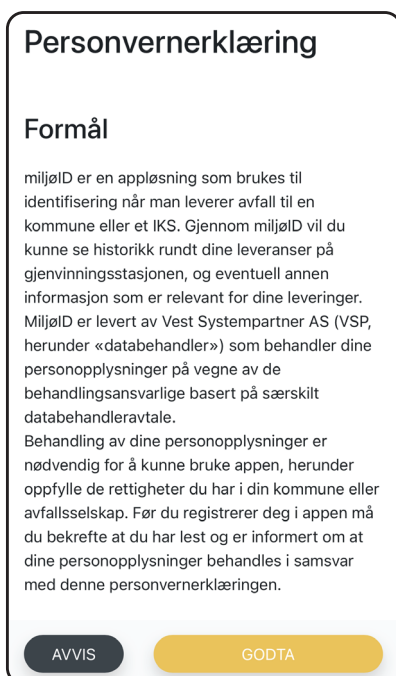 Personvernerklæring
Formål
miljøID er en appløsning som brukes til
identifisering når man leverer avfall til en
kommune eller et IKS. Gjennom miljøID vil du
kunne se historikk rundt dine leveranser på
gjenvinningsstasjonen, og eventuell annen
informasjon som er relevant for dine leveringer.
MiljøID er levert av Vest Systempartner AS (VSP,
herunder «databehandler») som behandler dine
personopplysninger på vegne av de
behandlingsansvarlige basert på særskilt
databehandleravtale.
Behandling av dine personopplysninger er
nødvendig for å kunne bruke appen, herunder
oppfylle de rettigheter du har i din kommune eller
avfallsselskap. Før du registrerer deg i appen må
du bekrefte at du har lest og er informert om at
dine personopplysninger behandles i samsvar
med denne personvernerklæringen.
AVVIS
GODTA